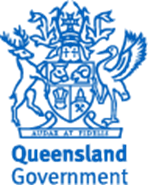 AUDAX AT FIDELIS
Queensland
Government